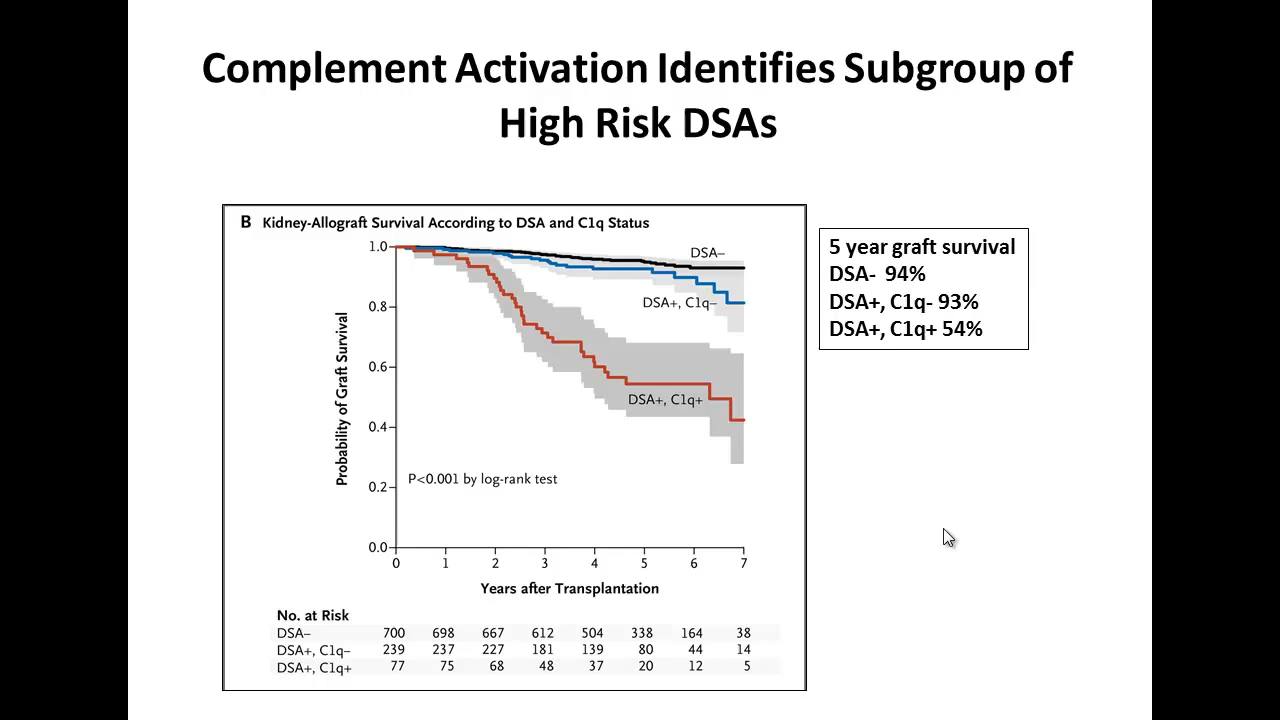 Complement Activation Identifies Subgroup of
High Risk DSAs
B Kidney-Allograft Survival According to DSA and C1q Status
Probability of Graft Survival
1.0
0.8
0.6
0.4
0.2
0.0
DSA–
DSA+, C1q–
DSA+, C1q+
P<0.001 by log-rank test
0 1 2 3 4 5 6 7
Years after Transplantation
No. at Risk
DSA– 700 698 667 612 504 338 164 38
DSA+, C1q– 239 237 227 181 139 80 44 14
DSA+, C1q+ 77 75 68 48 37 20 12 5
5 year graft survival
DSA- 94%
DSA+, C1q- 93%
DSA+, C1q+ 54%